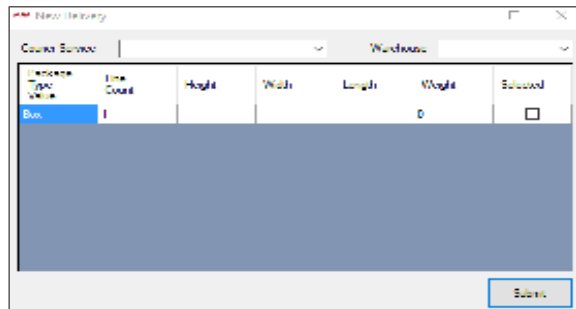 New Delivery
Courier Service
Warehouse
Package Type Value
Line Count
Height
Width
Length
Weight
Selected
Box
1
0
Submit